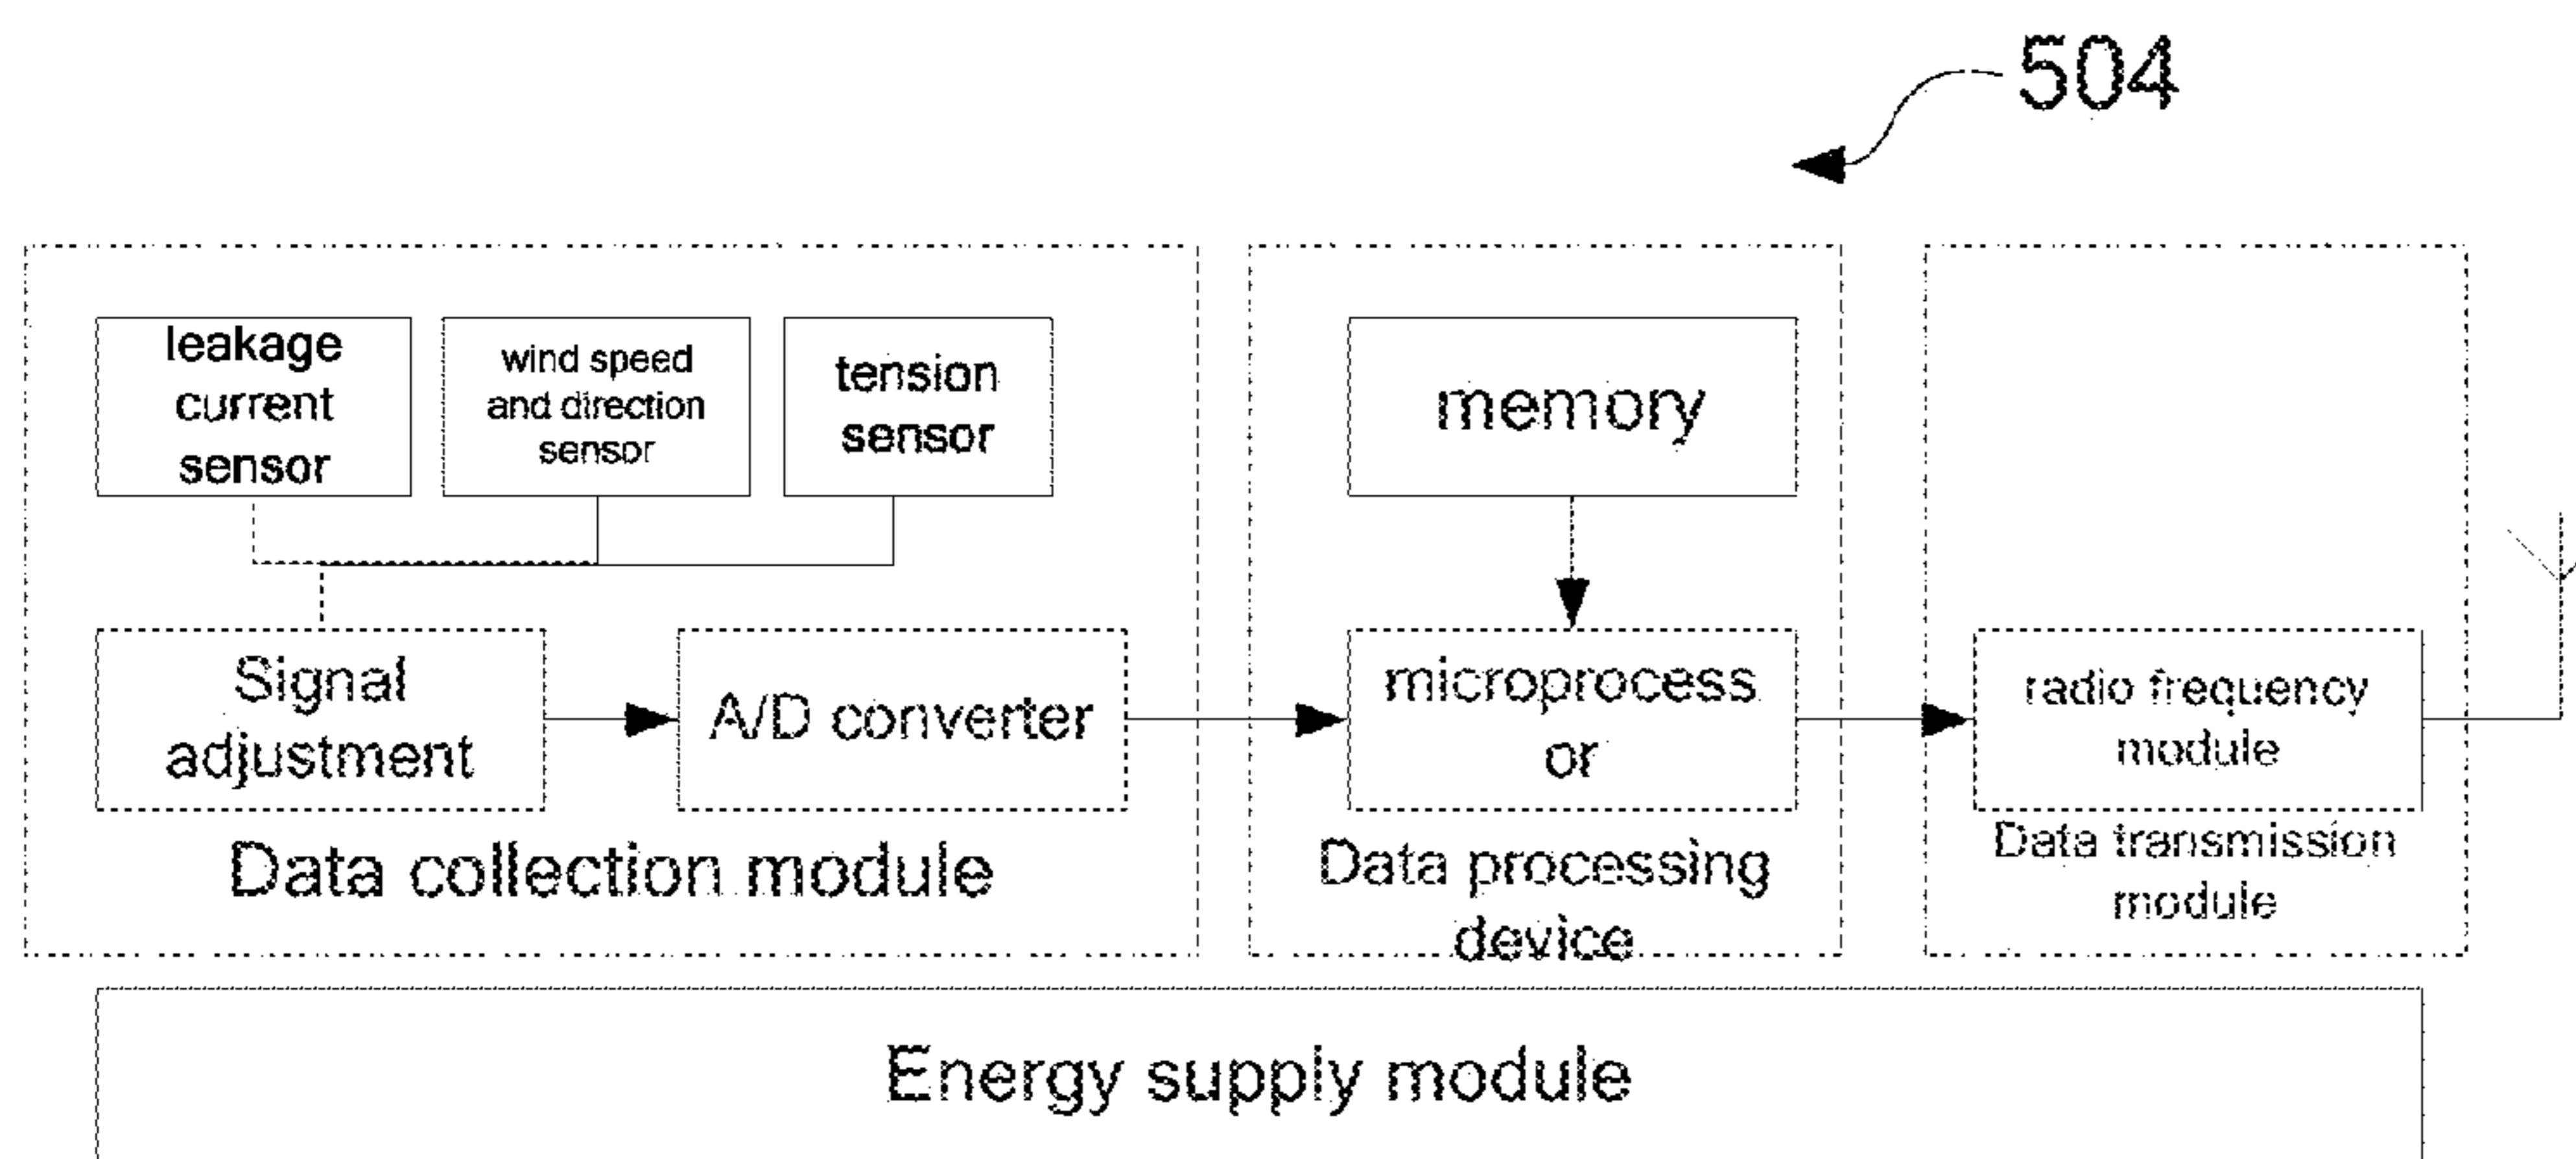 504
leakage
current
sensor
wind speed
and direction
sensor
tension
sensor
memory
Signal
adjustment
A/D converter
microprocess
or
radio frequency
module
Data collection module
Data processing
device
Data transmission
module
Energy supply module